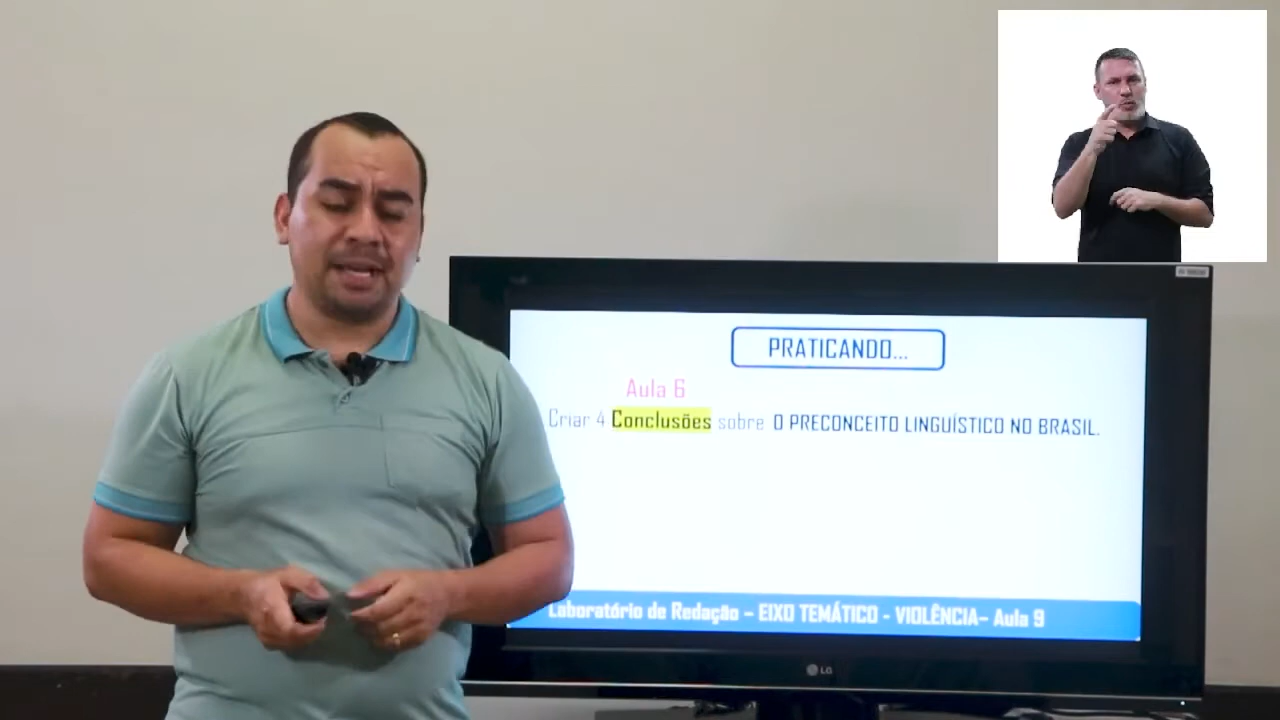 PRATICANDO...
Aula 6
Criar 4 Conclusões sobre O PRECONCEITO LINGUÍSTICO NO BRASIL.
Laboratório de Redação – EIXO TEMÁTICO - VIOLÊNCIA– Aula 9
LG